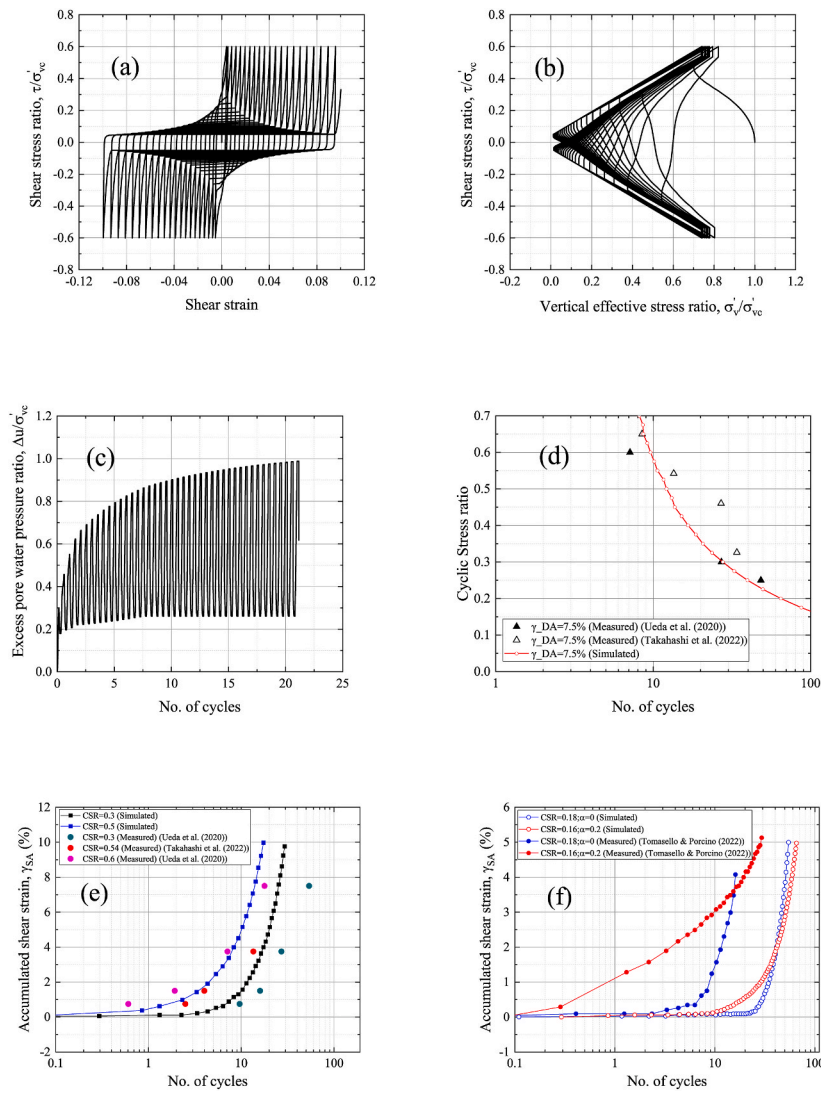 (a)
Shear stress ratio, τ/σ'vc
0.8
0.6
0.4
0.2
0.0
-0.2
-0.4
-0.6
-0.8
-0.12 -0.08 -0.04 0.00 0.04 0.08 0.12
Shear strain
(b)
Shear stress ratio, τ/σ'vc
0.8
0.6
0.4
0.2
0.0
-0.2
-0.4
-0.6
-0.8
0.0 0.2 0.4 0.6 0.8 1.0 1.2
Vertical effective stress ratio, σ'v/σ'vc
(c)
Excess pore water pressure ratio, Δu/σ'vc
1.2
1.0
0.8
0.6
0.4
0.2
0.0
0 5 10 15 20 25
No. of cycles
(d)
Cyclic Stress ratio
0.7
0.6
0.5
0.4
0.3
0.2
0.1
0.0
γ_DA=7.5% (Measured) (Ueda et al. (2020))
γ_DA=7.5% (Measured) (Takahashi et al. (2022))
γ_DA=7.5% (Simulated)
1 10 100
No. of cycles
(e)
Accumulated shear strain, γSA (%)
12
10
8
6
4
2
0
-2
CSR=0.3 (Simulated)
CSR=0.5 (Simulated)
CSR=0.3 (Measured) (Ueda et al. (2020))
CSR=0.54 (Measured) (Takahashi et al. (2022))
CSR=0.6 (Measured) (Ueda et al. (2020))
0.1 1 10 100
No. of cycles
(f)
Accumulated shear strain, γSA (%)
6
5
4
3
2
1
0
-1
CSR=0.18;α=0 (Simulated)
CSR=0.16;α=0.2 (Simulated)
CSR=0.18;α=0 (Measured) (Tomasello & Porcino (2022))
CSR=0.16;α=0.2 (Measured) (Tomasello & Porcino (2022))
0.1 1 10 100
No. of cycles